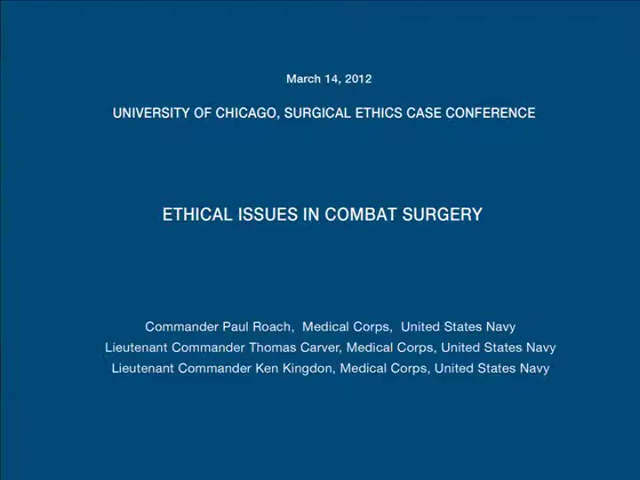 March 14, 2012
UNIVERSITY OF CHICAGO, SURGICAL ETHICS CASE CONFERENCE
ETHICAL ISSUES IN COMBAT SURGERY
Commander Paul Roach, Medical Corps, United States Navy
Lieutenant Commander Thomas Carver, Medical Corps, United States Navy
Lieutenant Commander Ken Kingdon, Medical Corps, United States Navy